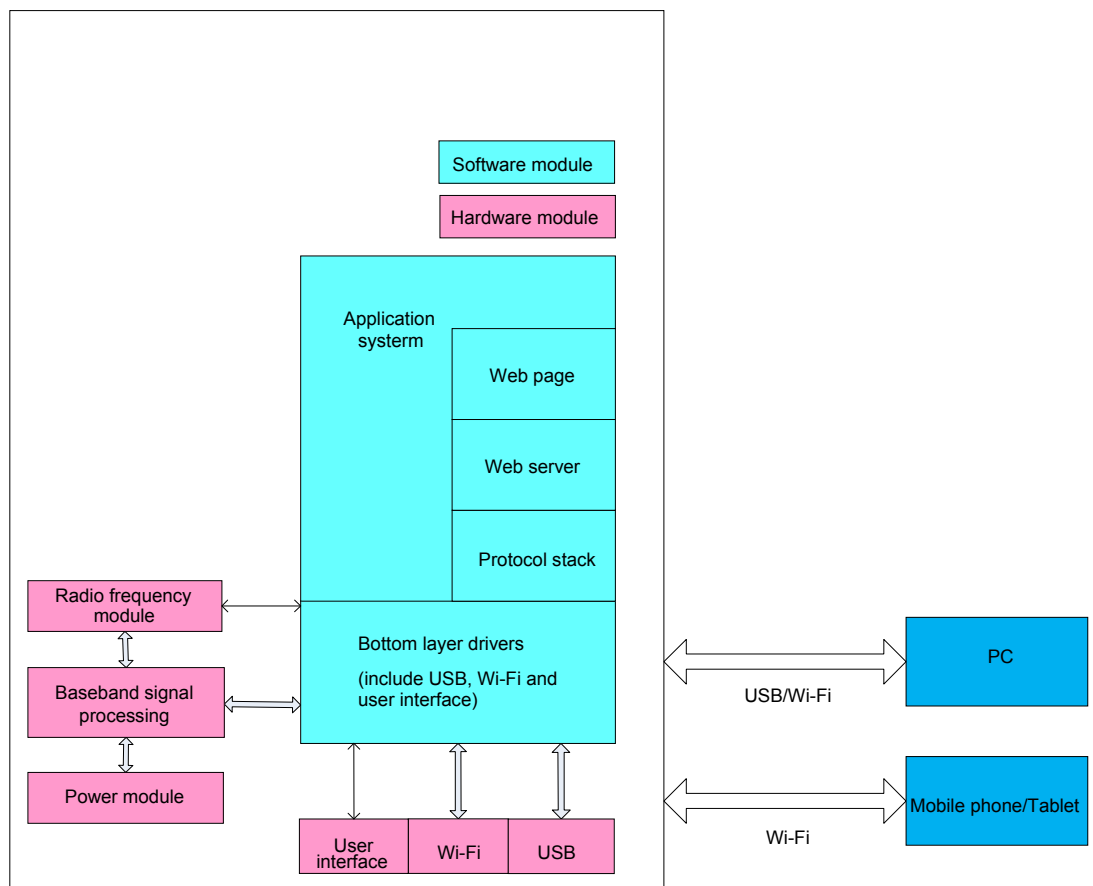 Software module
Hardware module
Application
systerm
Web page
Web server
Protocol stack
Radio frequency
module
Bottom layer drivers
(include USB, Wi-Fi and
user interface)
Baseband signal
processing
Power module
User
interface
Wi-Fi
USB
PC
USB/Wi-Fi
Mobile phone/Tablet
Wi-Fi